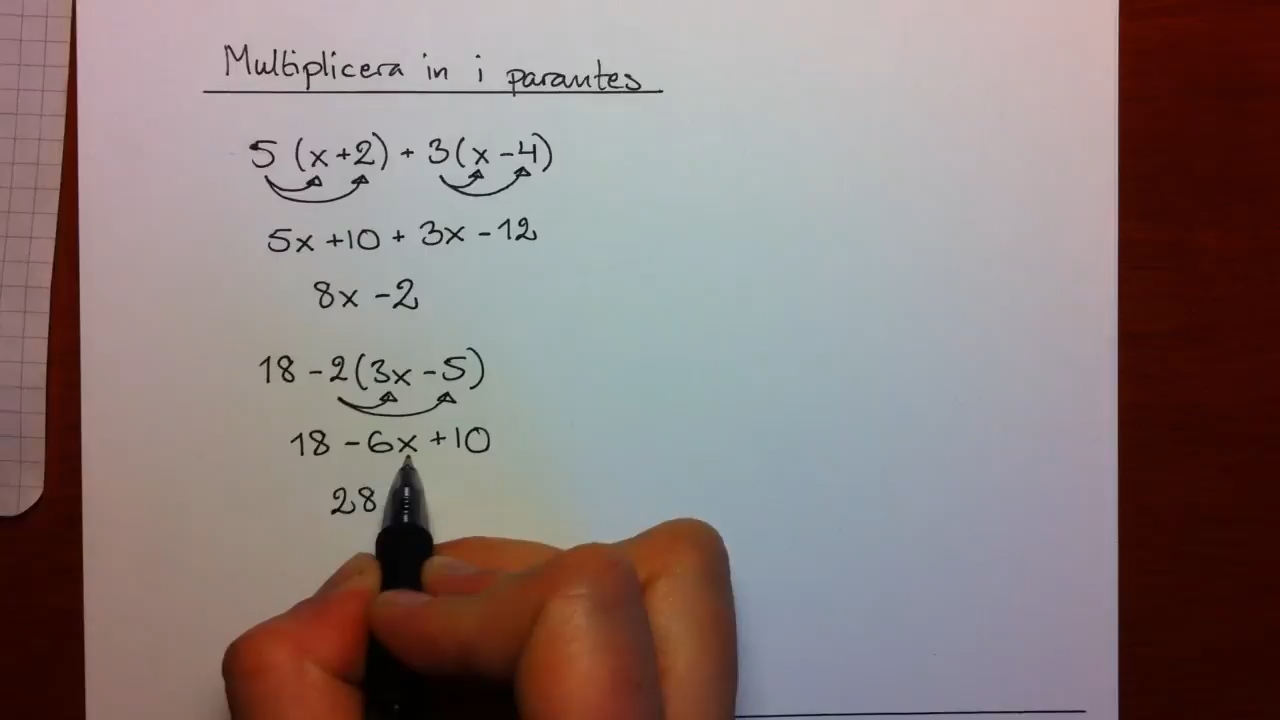 Multiplicera in i parantes
5 (x+2) + 3(x-4)
5x +10 + 3x -12
8x -2
18 -2(3x -5)
18 -6x +10
28